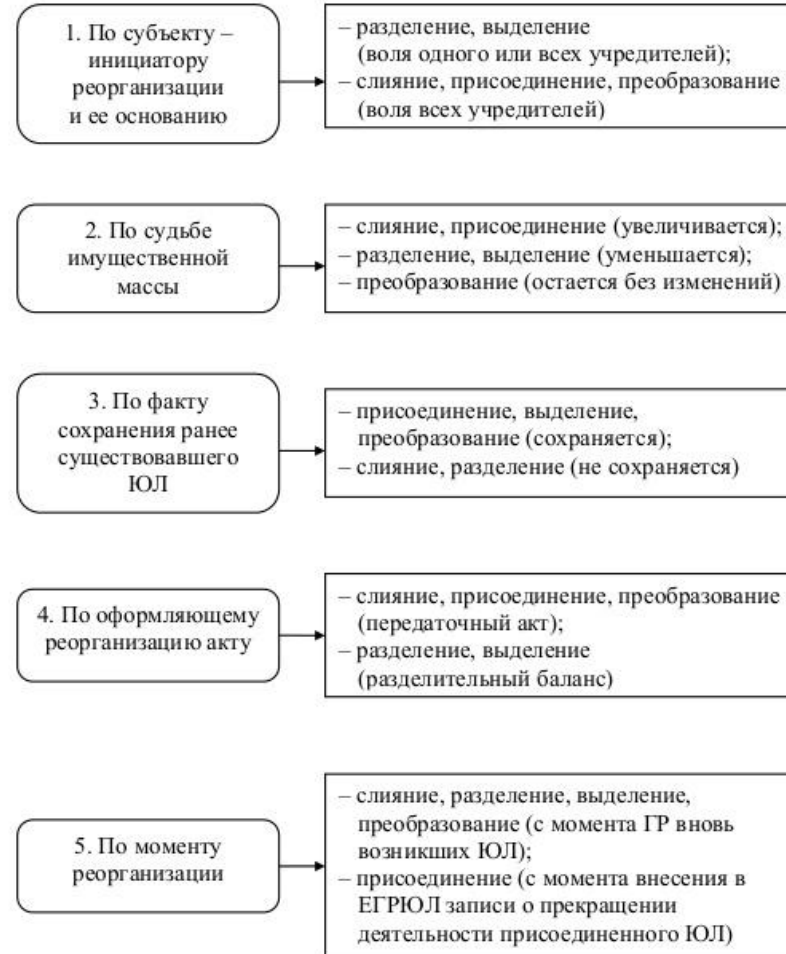 1. По субъекту –
инициатору
реорганизации
и ее основанию
– разделение, выделение
(воля одного или всех учредителей);
– слияние, присоединение, преобразование
(воля всех учредителей)
2. По судьбе
имущественной
массы
– слияние, присоединение (увеличивается);
– разделение, выделение (уменьшается);
– преобразование (остается без изменений)
3. По факту
сохранения ранее
существовавшего
ЮЛ
– присоединение, выделение,
преобразование (сохраняется);
– слияние, разделение (не сохраняется)
4. По оформляющему
реорганизацию акту
– слияние, присоединение, преобразование
(передаточный акт);
– разделение, выделение
(разделительный баланс)
5. По моменту
реорганизации
– слияние, разделение, выделение,
преобразование (с момента ГР вновь
возникших ЮЛ);
– присоединение (с момента внесения в
ЕГРЮЛ записи о прекращении
деятельности присоединенного ЮЛ)